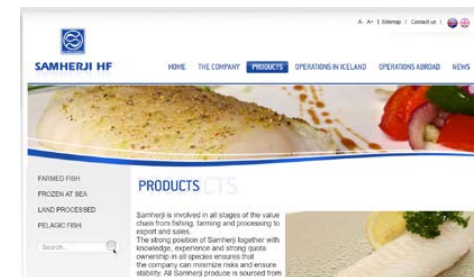 A- A+ | Sitemap | Contact us |
SAMHERJI HF
HOME THE COMPANY PRODUCTS OPERATIONS IN ICELAND OPERATIONS ABROAD NEWS
FARMED FISH
FROZEN AT SEA
LAND PROCESSED
PELAGIC FISH
Search...
PRODUCTS
Samherji is involved in all stages of the value
chain from fishing, farming and processing to
export and sales.
The strong position of Samherji together with
knowledge, experience and strong quota
ownership in all species ensures that
the company can minimize risks and ensure
stability. All Samherji produce is sourced from